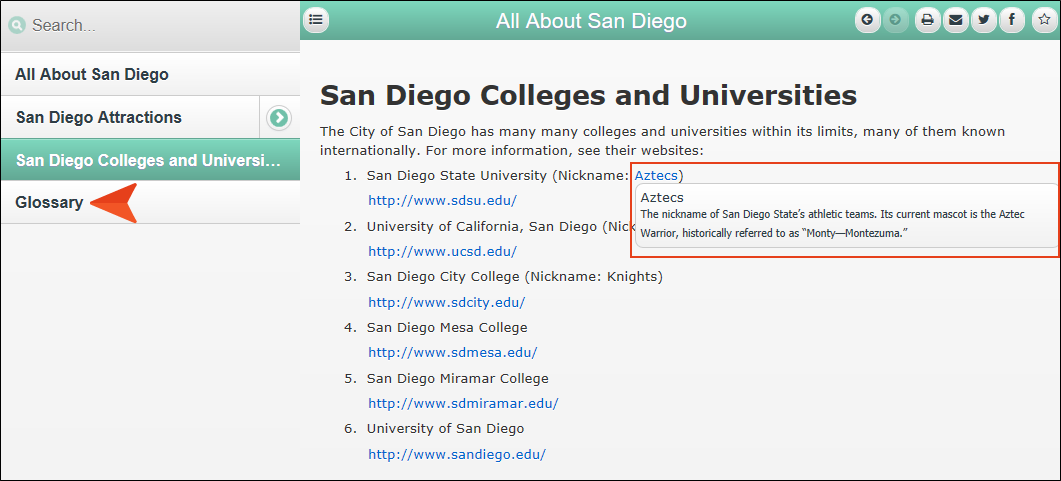 Search...
All About San Diego
All About San Diego
San Diego Attractions
San Diego Colleges and Universi...
Glossary
San Diego Colleges and Universities
The City of San Diego has many many colleges and universities within its limits, many of them known
internationally. For more information, see their websites:
1. San Diego State University (Nickname: Aztecs)
http://www.sdsu.edu/
Aztecs
The nickname of San Diego State's athletic teams. Its current mascot is the Aztec
Warrior, historically referred to as “Monty—Montezuma.”
2. University of California, San Diego (Nick
http://www.ucsd.edu/
3. San Diego City College (Nickname: Knights)
http://www.sdcity.edu/
4. San Diego Mesa College
http://www.sdmesa.edu/
5. San Diego Miramar College
http://www.sdmiramar.edu/
6. University of San Diego
http://www.sandiego.edu/